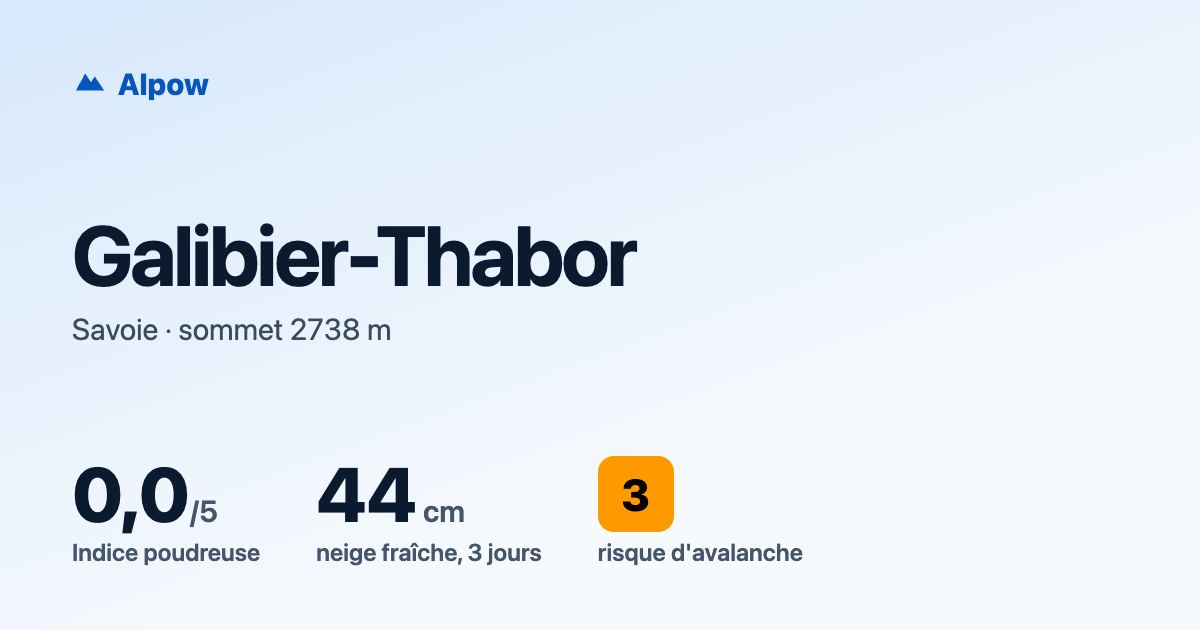 Alpow
Galibier-Thabor
Savoie · sommet 2738 m
0,0/5
Indice poudreuse
44 cm
neige fraîche, 3 jours
3
risque d'avalanche